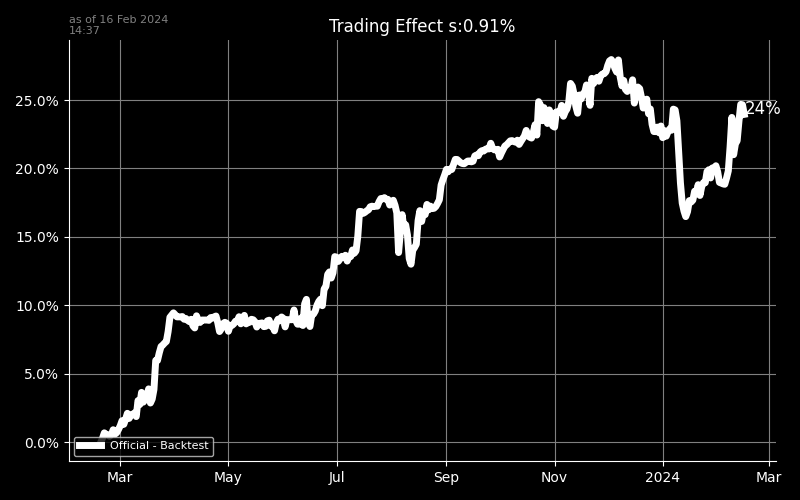 as of 16 Feb 2024
14:37
Trading Effect s:0.91%
25.0%
20.0%
15.0%
10.0%
5.0%
0.0%
24%
Official - Backtest
Mar
May
Jul
Sep
Nov
2024
Mar